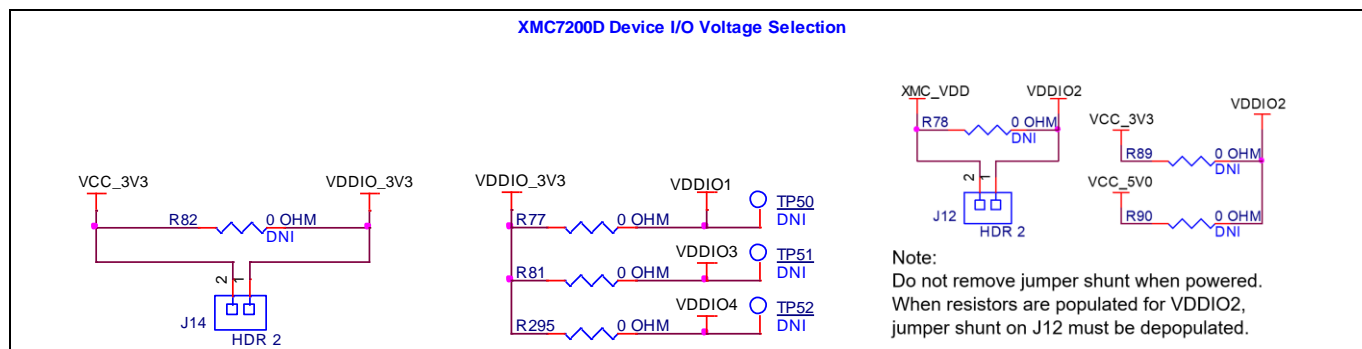 XMC7200D Device I/O Voltage Selection
VCC_3V3
VDDIO_3V3
R82
0 OHM
DNI
2
1
J14
HDR 2
VDDIO_3V3
VDDIO1
TP50
R77
0 OHM
DNI
VDDIO3
TP51
R81
0 OHM
DNI
VDDIO4
TP52
R295
0 OHM
DNI
XMC_VDD
VDDIO2
R78
0 OHM
DNI
2
1
J12
HDR 2
VDDIO2
VCC_3V3
R89
0 OHM
DNI
VCC_5V0
R90
0 OHM
DNI
Note:
Do not remove jumper shunt when powered.
When resistors are populated for VDDIO2,
jumper shunt on J12 must be depopulated.